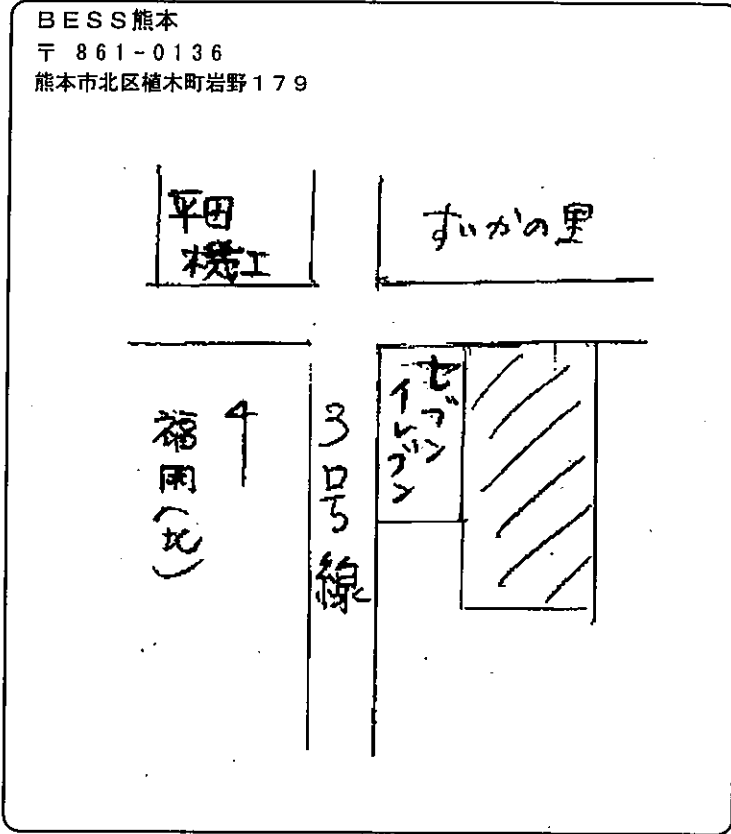 BESS熊本
〒 861-0136
熊本市北区植木町岩野179
平田
機工
すいかの里
セブン
イレブン
3号線
福岡(北)